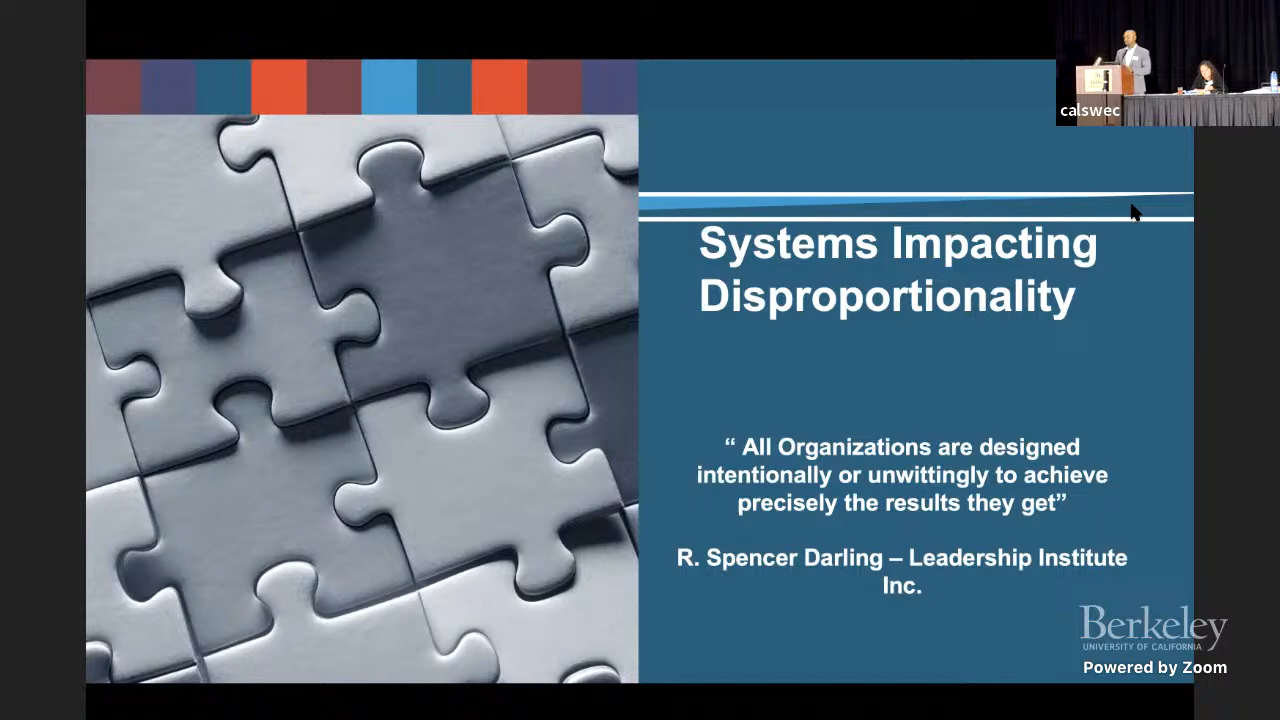 calswec
Systems Impacting
Disproportionality
“ All Organizations are designed
intentionally or unwittingly to achieve
precisely the results they get”
R. Spencer Darling – Leadership Institute
Inc.
Berkeley
UNIVERSITY OF CALIFORNIA
Powered by Zoom